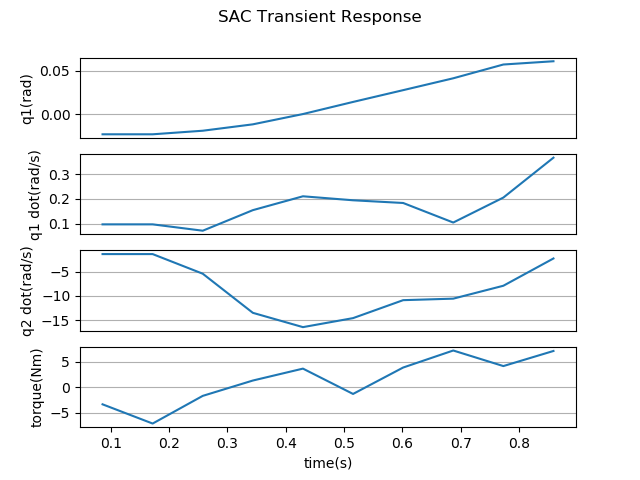 SAC Transient Response
q1(rad)
0.05
0.00
q1 dot(rad/s)
0.3
0.2
0.1
q2 dot(rad/s)
−5
−10
−15
torque(Nm)
5
0
−5
0.1 0.2 0.3 0.4 0.5 0.6 0.7 0.8
time(s)